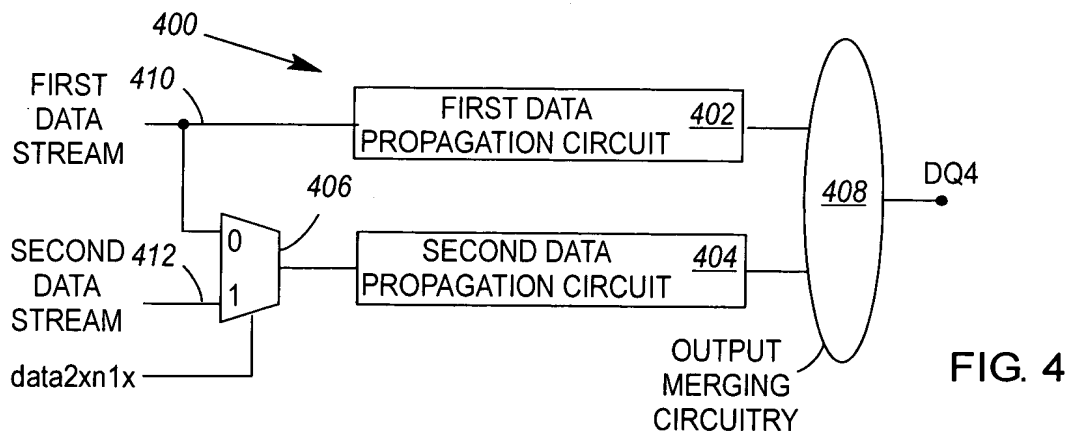 400
FIRST
DATA
STREAM
410
FIRST DATA
PROPAGATION CIRCUIT
402
406
408
DQ4
SECOND
DATA
STREAM
412
0
1
SECOND DATA
PROPAGATION CIRCUIT
404
data2xn1x
OUTPUT
MERGING
CIRCUITRY
FIG. 4